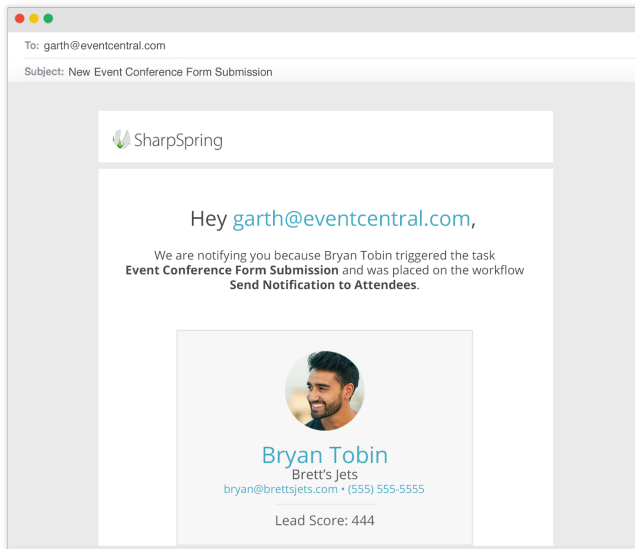 To: garth@eventcentral.com
Subject: New Event Conference Form Submission
SharpSpring
Hey garth@eventcentral.com,
We are notifying you because Bryan Tobin triggered the task
Event Conference Form Submission and was placed on the workflow
Send Notification to Attendees.
Bryan Tobin
Brett's Jets
bryan@brettsjets.com • (555) 555-5555
Lead Score: 444